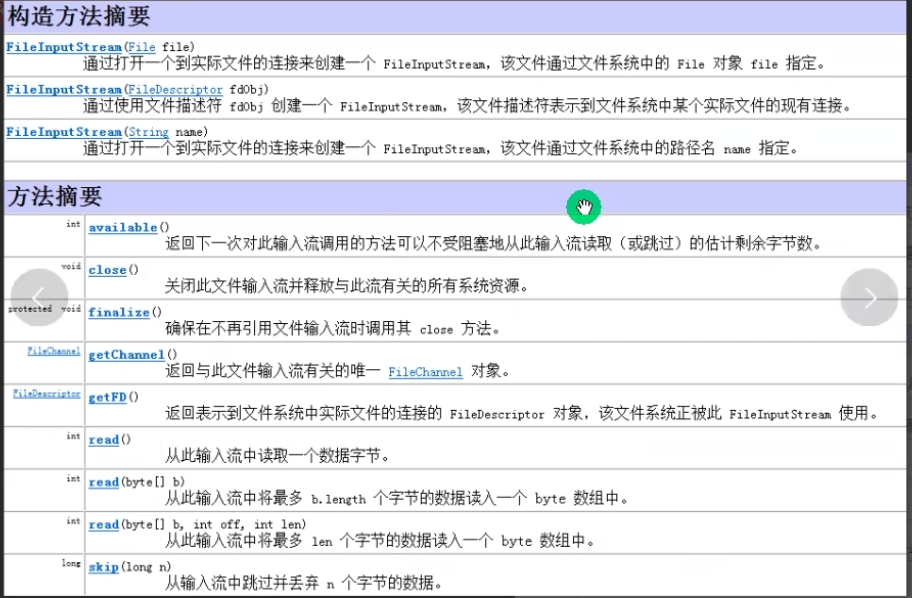 构造方法摘要
FileInputStream(File file)
通过打开一个到实际文件的连接来创建一个 FileInputStream，该文件通过文件系统中的 File 对象 file 指定。
FileInputStream(FileDescriptor fdObj)
通过使用文件描述符 fdObj 创建一个 FileInputStream，该文件描述符表示到文件系统中某个实际文件的现有连接。
FileInputStream(String name)
通过打开一个到实际文件的连接来创建一个 FileInputStream，该文件通过文件系统中的路径名 name 指定。
方法摘要
int available()
返回下一次对此输入流调用的方法可以不受阻塞地从此输入流读取（或跳过）的估计剩余字节数。
void close()
关闭此文件输入流并释放与此流有关的所有系统资源。
protected void finalize()
确保在不再引用文件输入流时调用其 close 方法。
FileChannel getChannel()
返回与此文件输入流有关的唯一 FileChannel 对象。
FileDescriptor getFD()
返回表示到文件系统中实际文件的连接的 FileDescriptor 对象，该文件系统正被此 FileInputStream 使用。
int read()
从此输入流中读取一个数据字节。
int read(byte[] b)
从此输入流中将最多 b.length 个字节的数据读入一个 byte 数组中。
int read(byte[] b, int off, int len)
从此输入流中将最多 len 个字节的数据读入一个 byte 数组中。
long skip(long n)
从输入流中跳过并丢弃 n 个字节的数据。